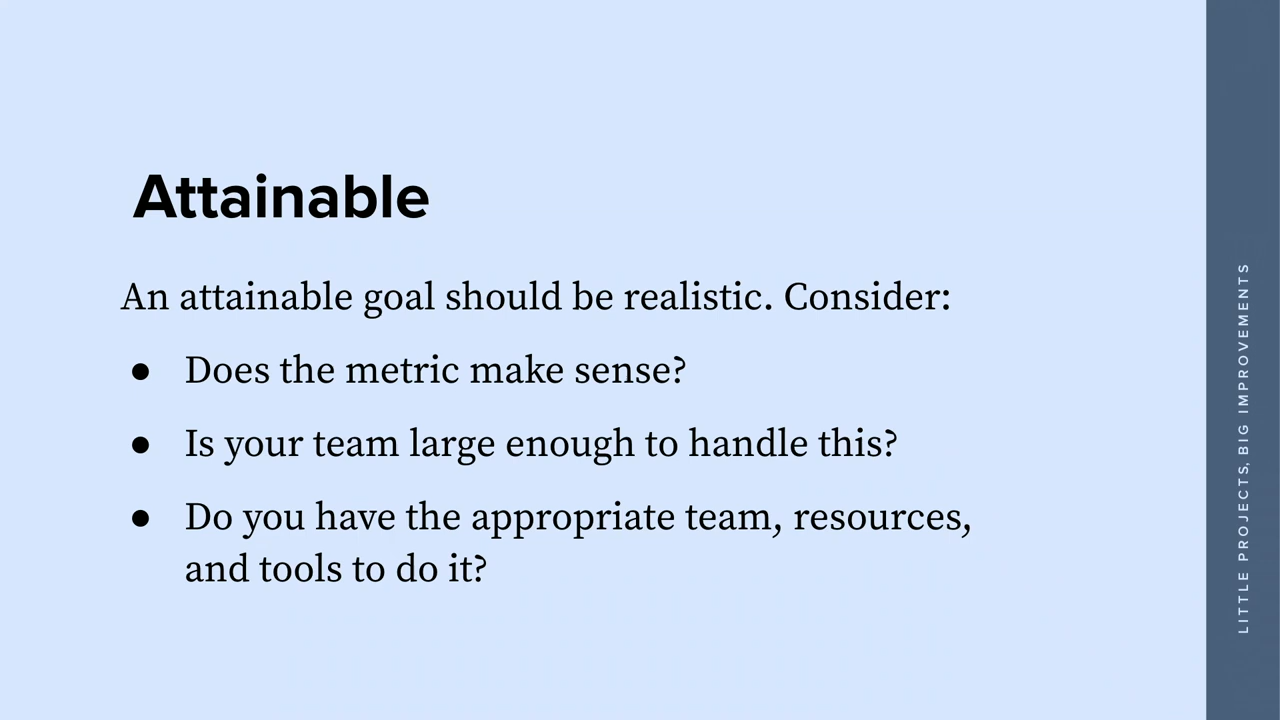 Attainable
An attainable goal should be realistic. Consider:
● Does the metric make sense?
● Is your team large enough to handle this?
● Do you have the appropriate team, resources,
and tools to do it?
LITTLE PROJECTS, BIG IMPROVEMENTS